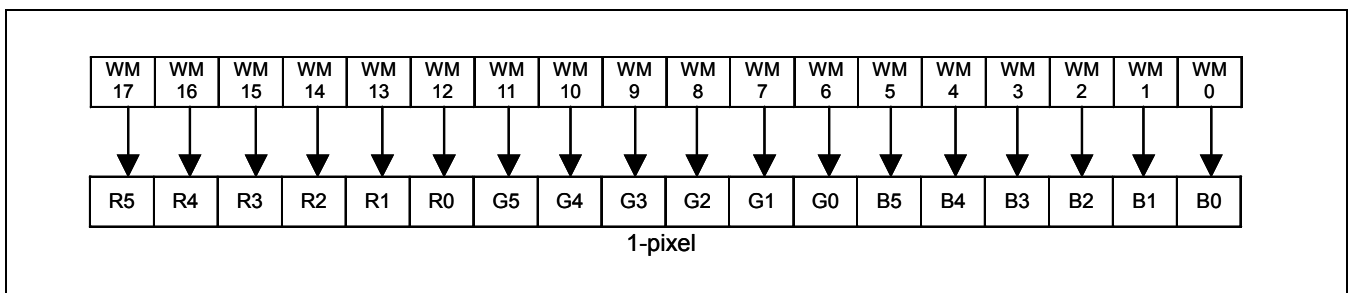 WM WM WM WM WM WM WM WM WM WM WM WM WM WM WM WM WM WM
17 16 15 14 13 12 11 10 9 8 7 6 5 4 3 2 1 0
R5 R4 R3 R2 R1 R0 G5 G4 G3 G2 G1 G0 B5 B4 B3 B2 B1 B0
1-pixel